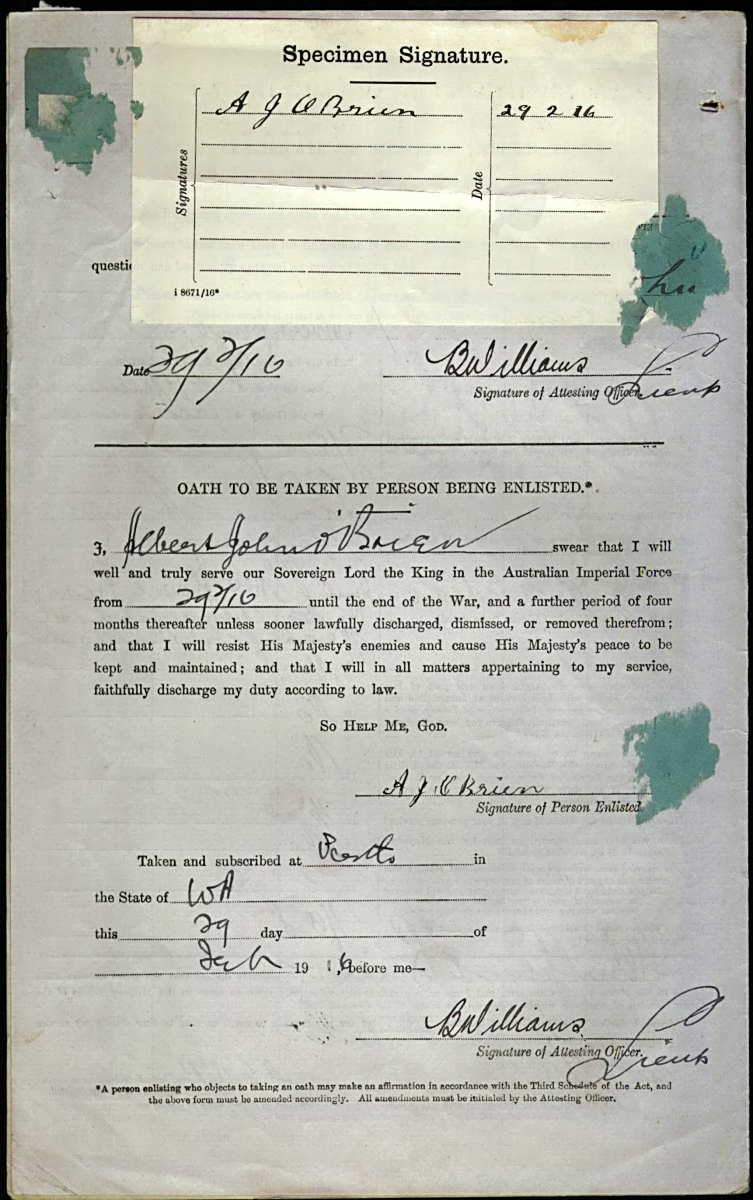 Specimen Signature.
A J O'Brien 29 2 16
Signatures
Date
i 8671/16*
questi
Date 29 2/16 BWilliams Lieut
Signature of Attesting Officer.
OATH TO BE TAKEN BY PERSON BEING ENLISTED.*
3, Albert John O'Brien swear that I will
well and truly serve our Sovereign Lord the King in the Australian Imperial Force
from 29 2/16 until the end of the War, and a further period of four
months thereafter unless sooner lawfully discharged, dismissed, or removed therefrom;
and that I will resist His Majesty's enemies and cause His Majesty's peace to be
kept and maintained; and that I will in all matters appertaining to my service,
faithfully discharge my duty according to law.
SO HELP ME, GOD.
A J O'Brien
Signature of Person Enlisted
Taken and subscribed at Perth in
the State of WA
this 29 day of
Feb 1916, before me—
BWilliams Lieut
Signature of Attesting Officer.
*A person enlisting who objects to taking an oath may make an affirmation in accordance with the Third Schedule of the Act, and
the above form must be amended accordingly. All amendments must be initialed by the Attesting Officer.